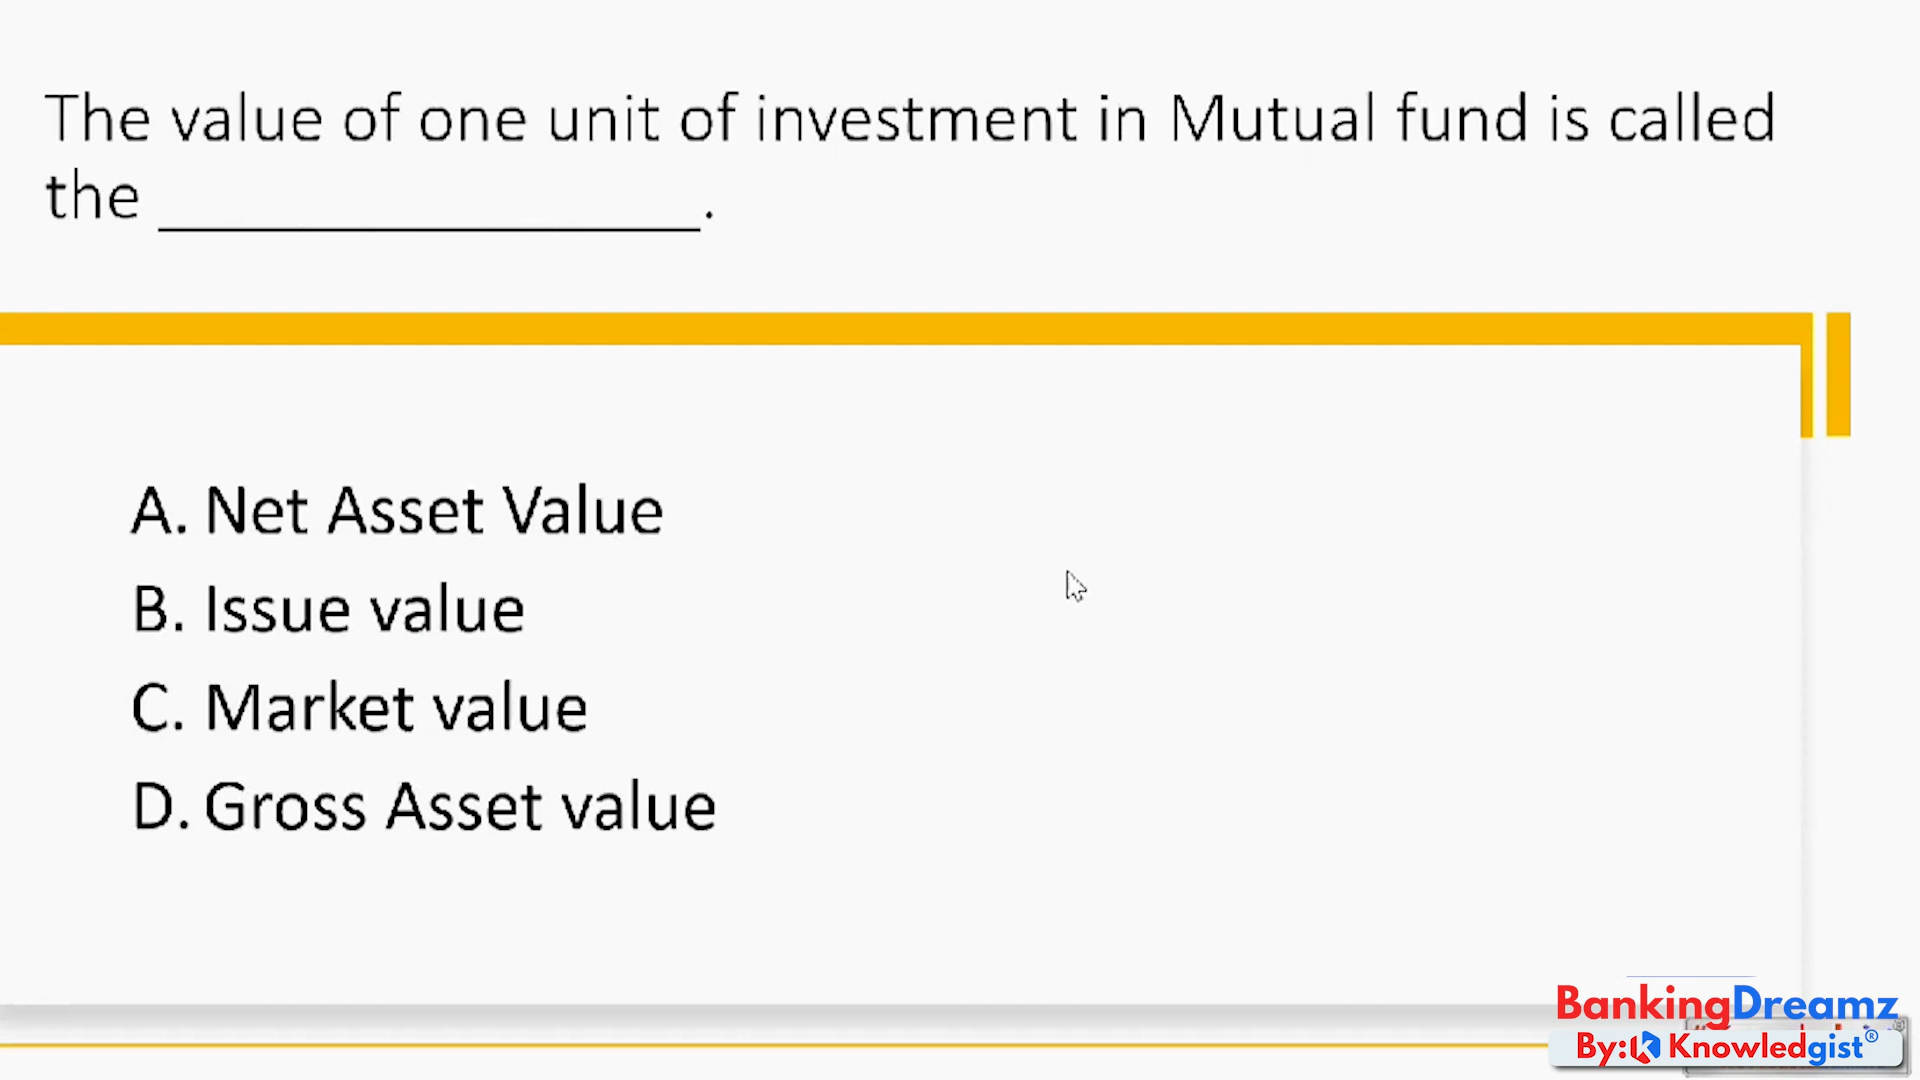 The value of one unit of investment in Mutual fund is called
the ________________.
A. Net Asset Value
B. Issue value
C. Market value
D. Gross Asset value
BankingDreamz
By: Knowledgist®